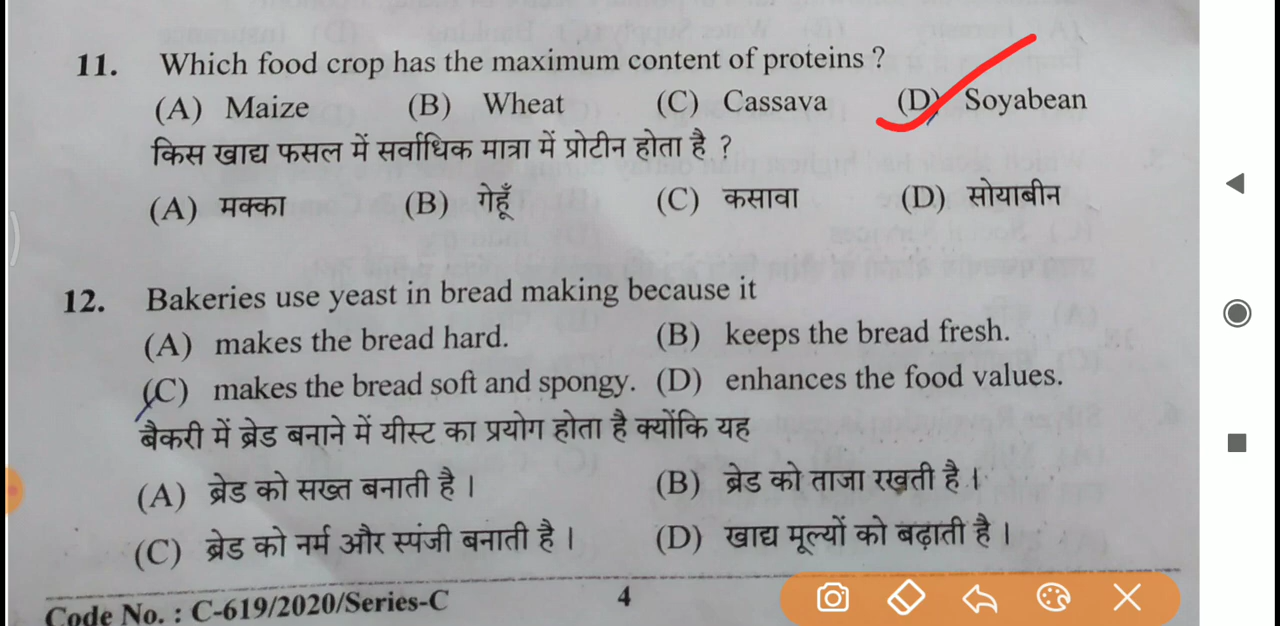 11. Which food crop has the maximum content of proteins ?
(A) Maize (B) Wheat (C) Cassava (D) Soyabean
किस खाद्य फसल में सर्वाधिक मात्रा में प्रोटीन होता है ?
(A) मक्का (B) गेहूँ (C) कसावा (D) सोयाबीन
12. Bakeries use yeast in bread making because it
(A) makes the bread hard. (B) keeps the bread fresh.
(C) makes the bread soft and spongy. (D) enhances the food values.
बैकरी में ब्रेड बनाने में यीस्ट का प्रयोग होता है क्योंकि यह
(A) ब्रेड को सख्त बनाती है । (B) ब्रेड को ताजा रखती है ।
(C) ब्रेड को नर्म और स्पंजी बनाती है । (D) खाद्य मूल्यों को बढ़ाती है ।
Code No. : C-619/2020/Series-C 4